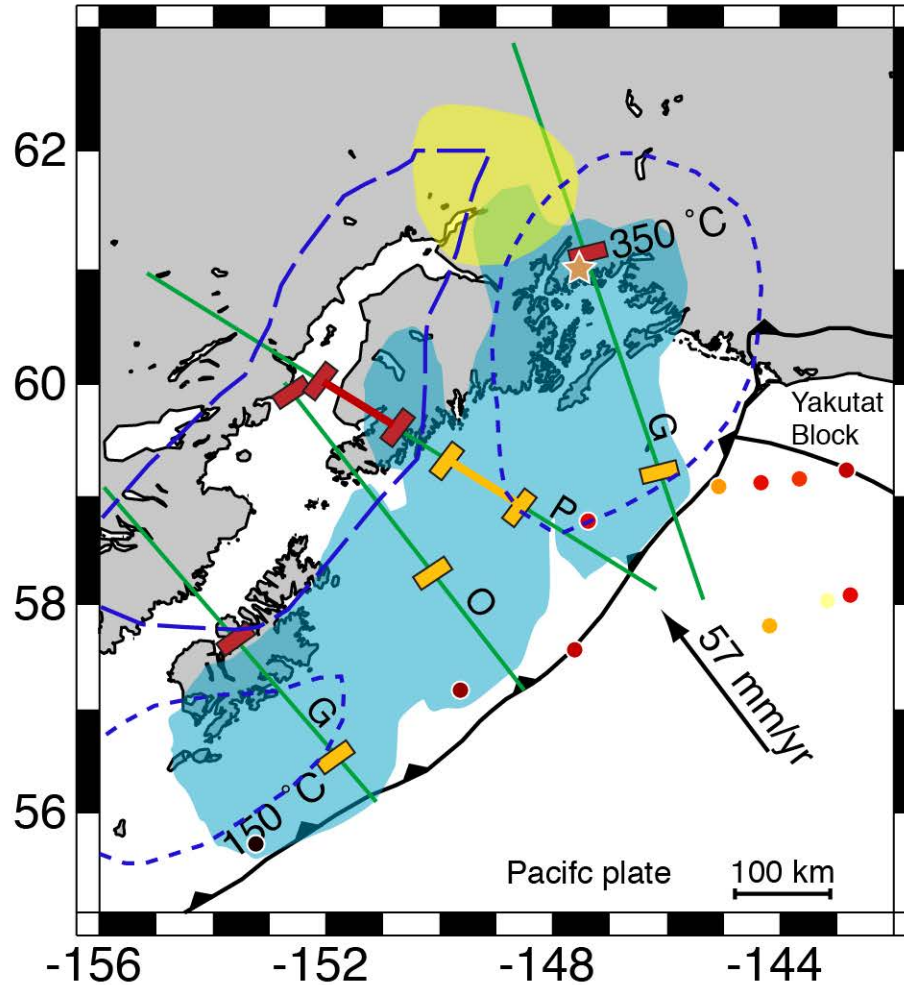 62
350 °C
60
Yakutat
Block
G
P
58
O
57 mm/yr
G
150°C
56
Pacifc plate
100 km
-156
-152
-148
-144